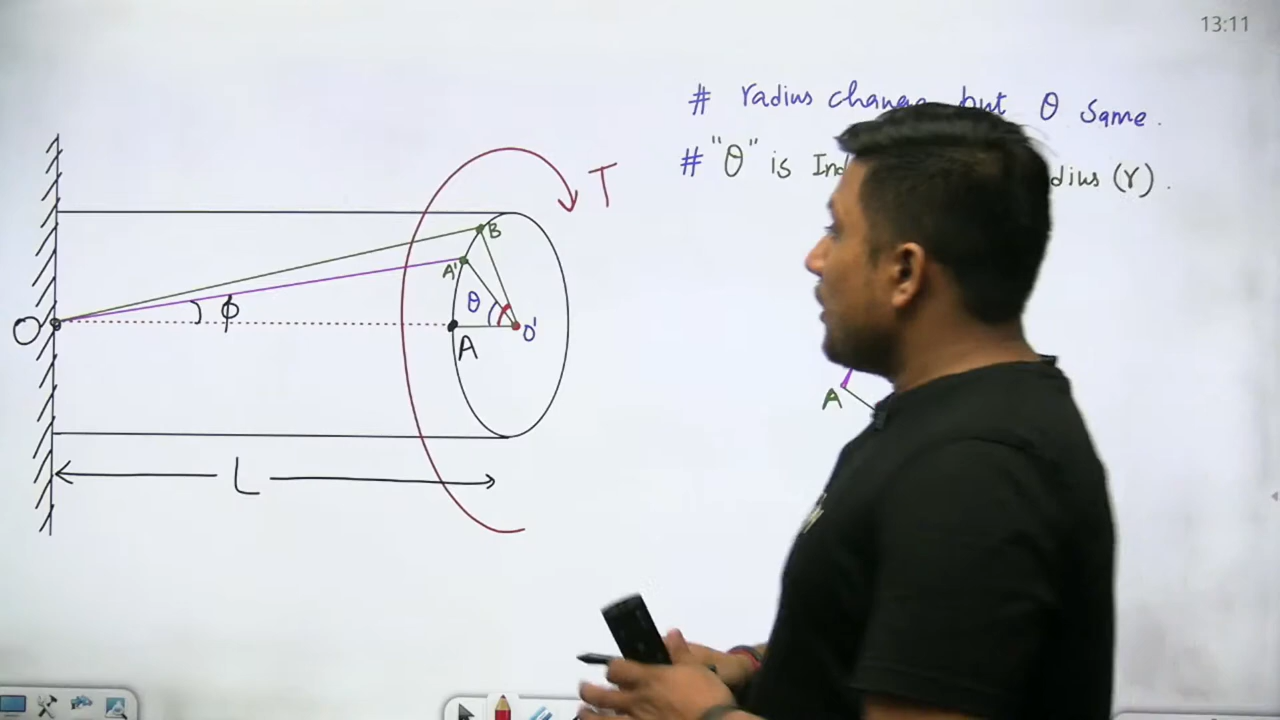 13:11
# radius change but θ Same.
# "θ" is Ind dius (r).
T
B
A'
θ
ϕ
O
O'
A
A
L